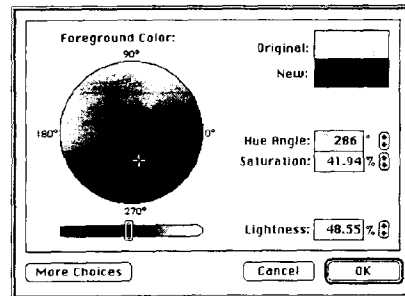 Foreground Color:
90°
180°
0°
270°
Original:
New:
Hue Angle: 286 °
Saturation: 41.94 %
Lightness: 48.55 %
More Choices
Cancel
OK